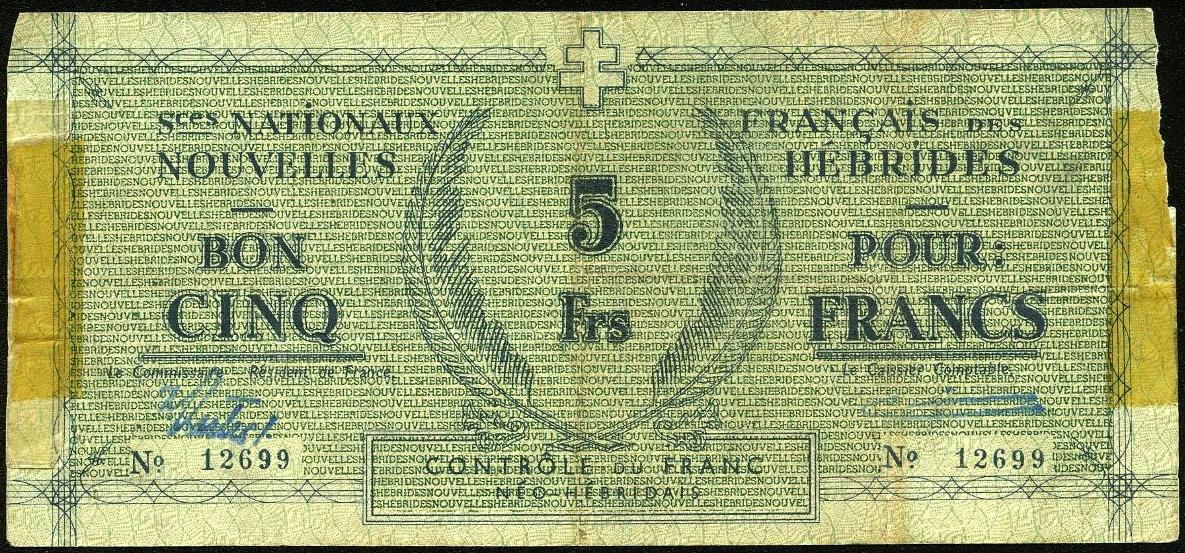 Sces NATIONAUX FRANÇAIS DES
NOUVELLES HÉBRIDES
5
BON POUR:
CINQ Frs FRANCS
Le Commissaire Résident de France, Le Caissier Comptable,
No 12699 No 12699
CONTRÔLE DU FRANC
NÉO-HÉBRIDAIS